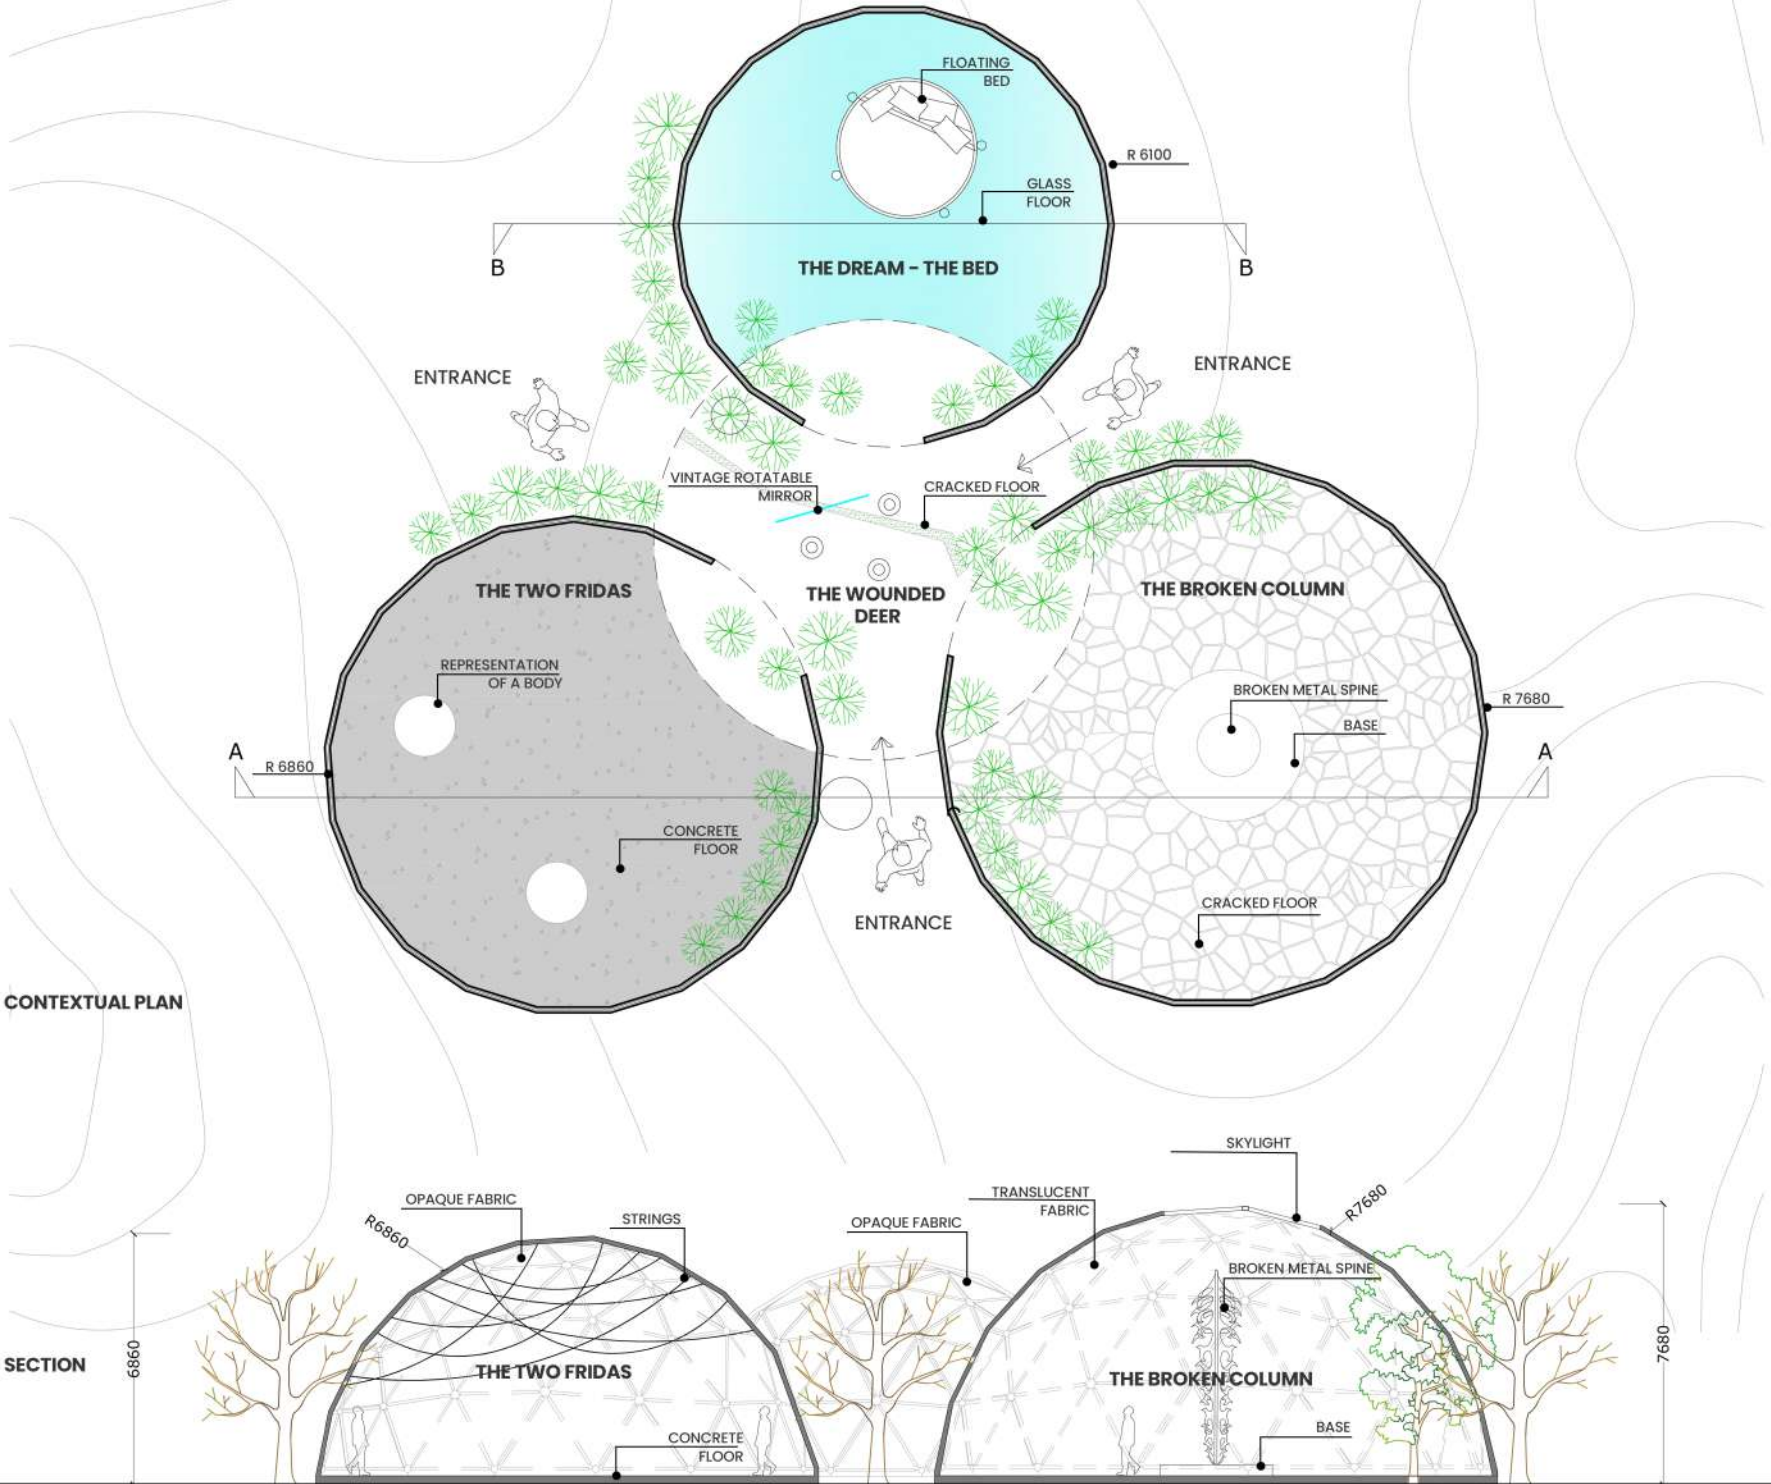 FLOATING
BED
R 6100
GLASS
FLOOR
B
B
THE DREAM - THE BED
ENTRANCE
ENTRANCE
VINTAGE ROTATABLE
MIRROR
CRACKED FLOOR
THE TWO FRIDAS
THE WOUNDED
DEER
THE BROKEN COLUMN
REPRESENTATION
OF A BODY
BROKEN METAL SPINE
R 7680
BASE
A
A
R 6860
CONCRETE
FLOOR
CRACKED FLOOR
ENTRANCE
CONTEXTUAL PLAN
SKYLIGHT
OPAQUE FABRIC
R6860
STRINGS
OPAQUE FABRIC
TRANSLUCENT
FABRIC
R7680
BROKEN METAL SPINE
SECTION
6860
THE TWO FRIDAS
THE BROKEN COLUMN
7680
CONCRETE
FLOOR
BASE